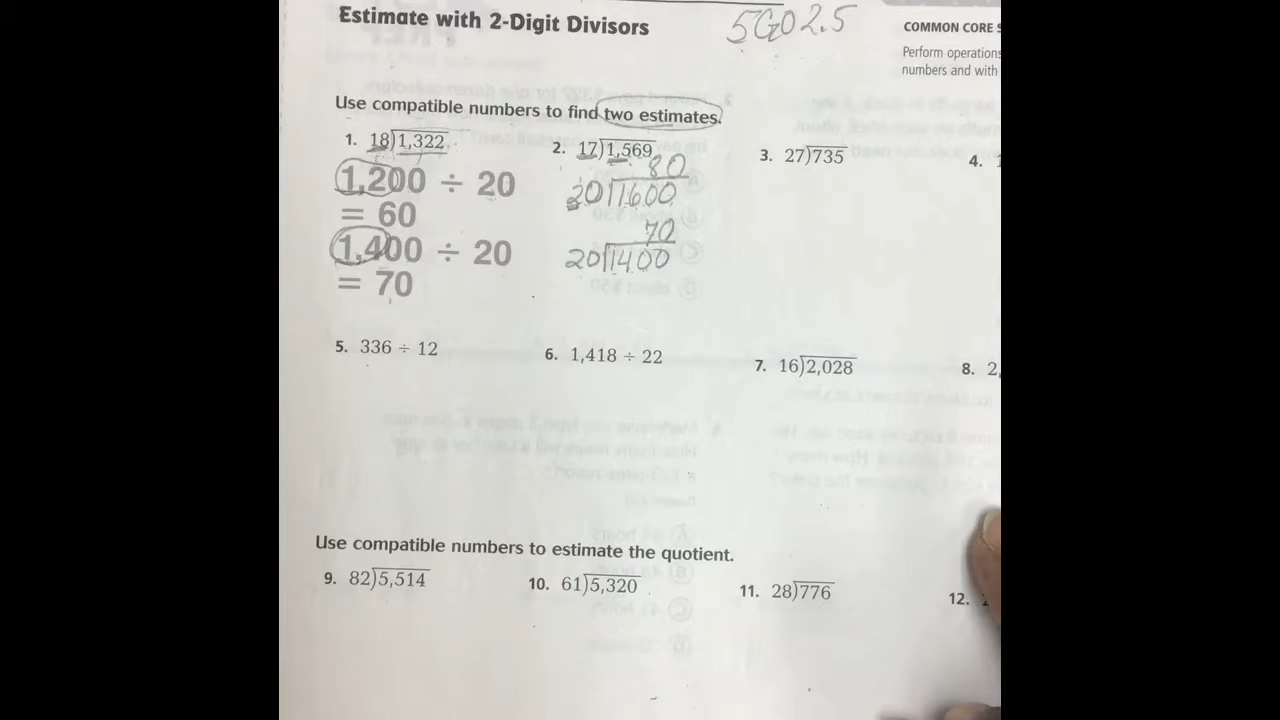 Estimate with 2-Digit Divisors
5GO2.5
COMMON CORE S
Perform operations
numbers and with
Use compatible numbers to find two estimates.
1. 18)1,322
1,200 ÷ 20
= 60
1,400 ÷ 20
= 70
2. 17)1,569
80
20)1600
70
20)1400
3. 27)735
4. 1
5. 336 ÷ 12
6. 1,418 ÷ 22
7. 16)2,028
8. 2,
Use compatible numbers to estimate the quotient.
9. 82)5,514
10. 61)5,320
11. 28)776
12.